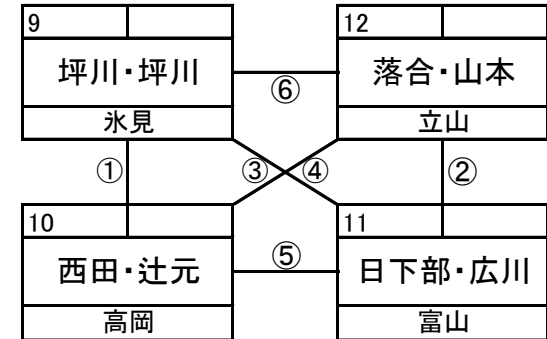 9
12
坪川・坪川
落合・山本
⑥
氷見
立山
①
③
④
②
10
11
西田・辻元
日下部・広川
⑤
高岡
富山